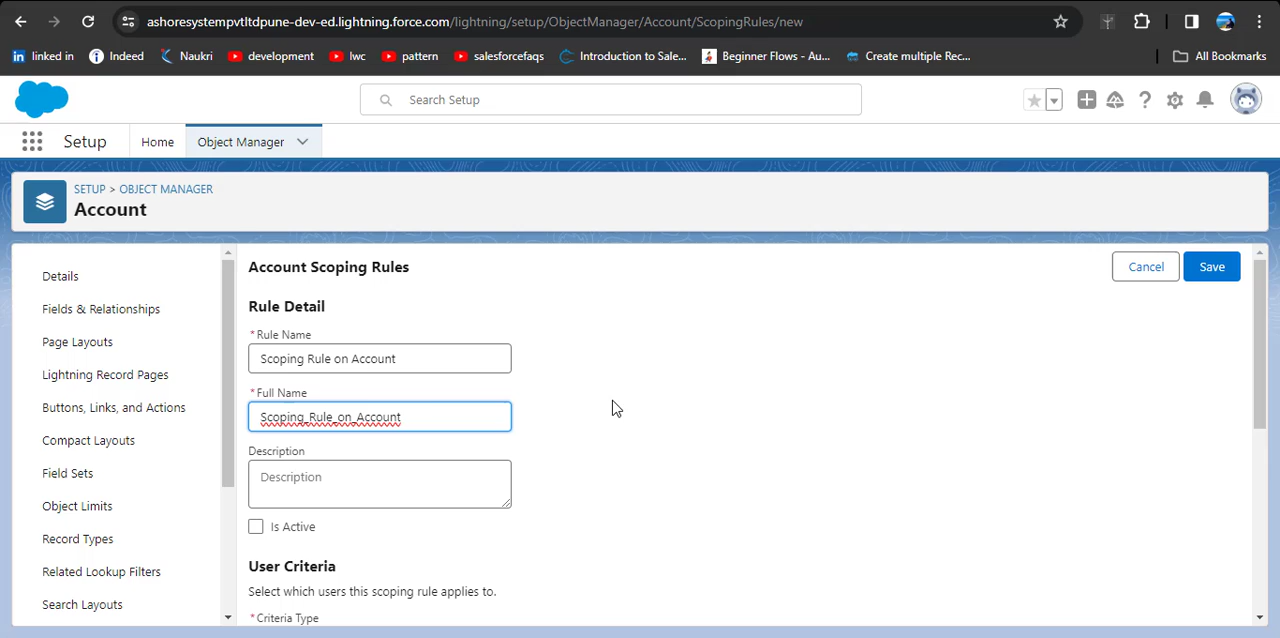 ashoresystempvtltdpune-dev-ed.lightning.force.com/lightning/setup/ObjectManager/Account/ScopingRules/new
in linked in
Indeed
Naukri
development
lwc
pattern
salesforcefaqs
Introduction to Sale...
Beginner Flows - Au...
Create multiple Rec...
All Bookmarks
Search Setup
Setup
Home
Object Manager
SETUP > OBJECT MANAGER
Account
Details
Fields & Relationships
Page Layouts
Lightning Record Pages
Buttons, Links, and Actions
Compact Layouts
Field Sets
Object Limits
Record Types
Related Lookup Filters
Search Layouts
Account Scoping Rules
Cancel
Save
Rule Detail
*Rule Name
Scoping Rule on Account
*Full Name
Scoping_Rule_on_Account
Description
Description
Is Active
User Criteria
Select which users this scoping rule applies to.
*Criteria Type